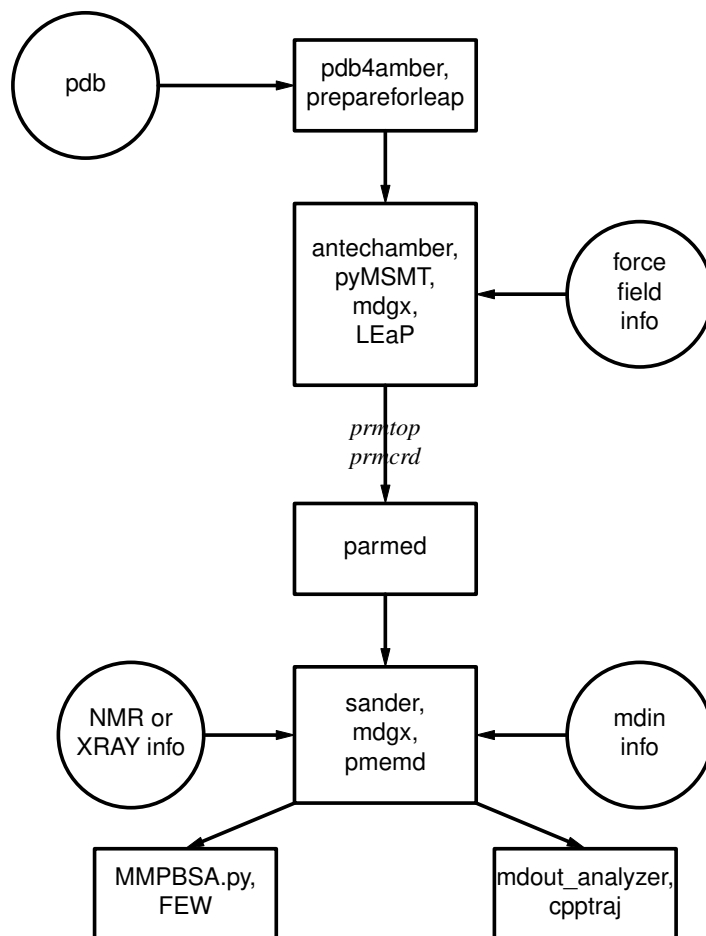 pdb
pdb4amber,
prepareforleap
antechamber,
pyMSMT,
mdgx,
LEaP
force
field
info
prmtop
prmcrd
parmed
NMR or
XRAY info
sander,
mdgx,
pmemd
mdin
info
MMPBSA.py,
FEW
mdout_analyzer,
cpptraj